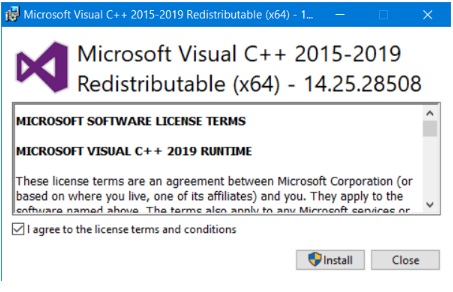 Microsoft Visual C++ 2015-2019 Redistributable (x64) - 1...
Microsoft Visual C++ 2015-2019
Redistributable (x64) - 14.25.28508
MICROSOFT SOFTWARE LICENSE TERMS
MICROSOFT VISUAL C++ 2019 RUNTIME
These license terms are an agreement between Microsoft Corporation (or
based on where you live, one of its affiliates) and you. They apply to the
software named above. The terms also apply to any Microsoft services or
I agree to the license terms and conditions
Install
Close